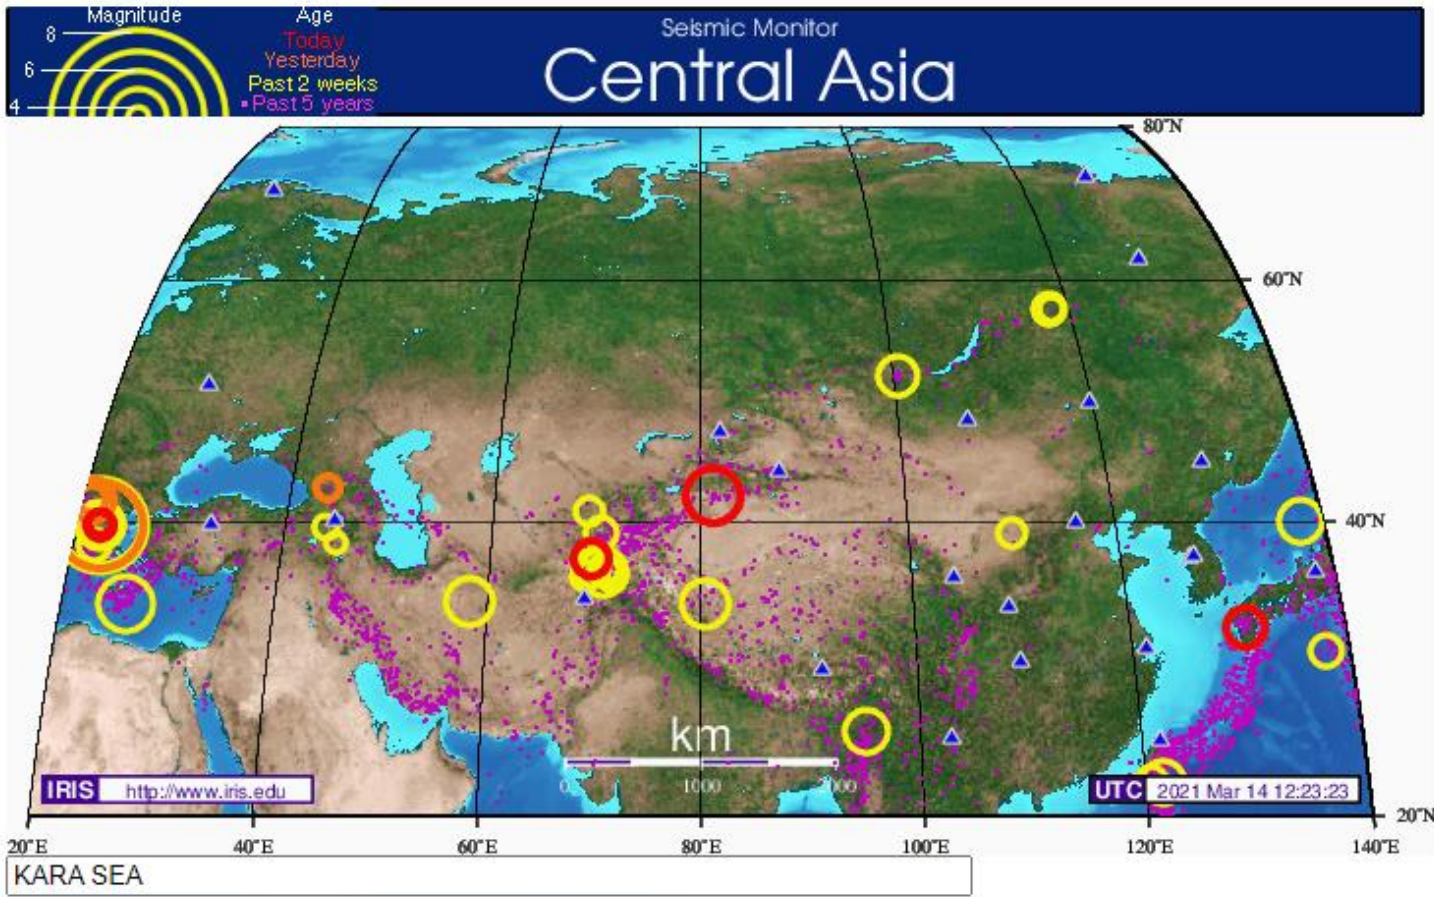 Magnitude
8
6
4
Age
Today
Yesterday
Past 2 weeks
Past 5 years
Seismic Monitor
Central Asia
80°N
60°N
40°N
20°N
km
0 1000 2000
IRIS http://www.iris.edu
UTC 2021 Mar 14 12:23:23
20°E 40°E 60°E 80°E 100°E 120°E 140°E
KARA SEA